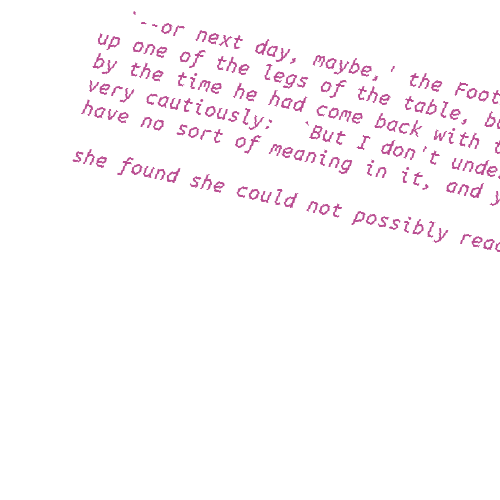 `--or next day, maybe,' the Foot
up one of the legs of the table, bu
by the time he had come back with t
very cautiously:  `But I don't unde
have no sort of meaning in it, and y
she found she could not possibly reac